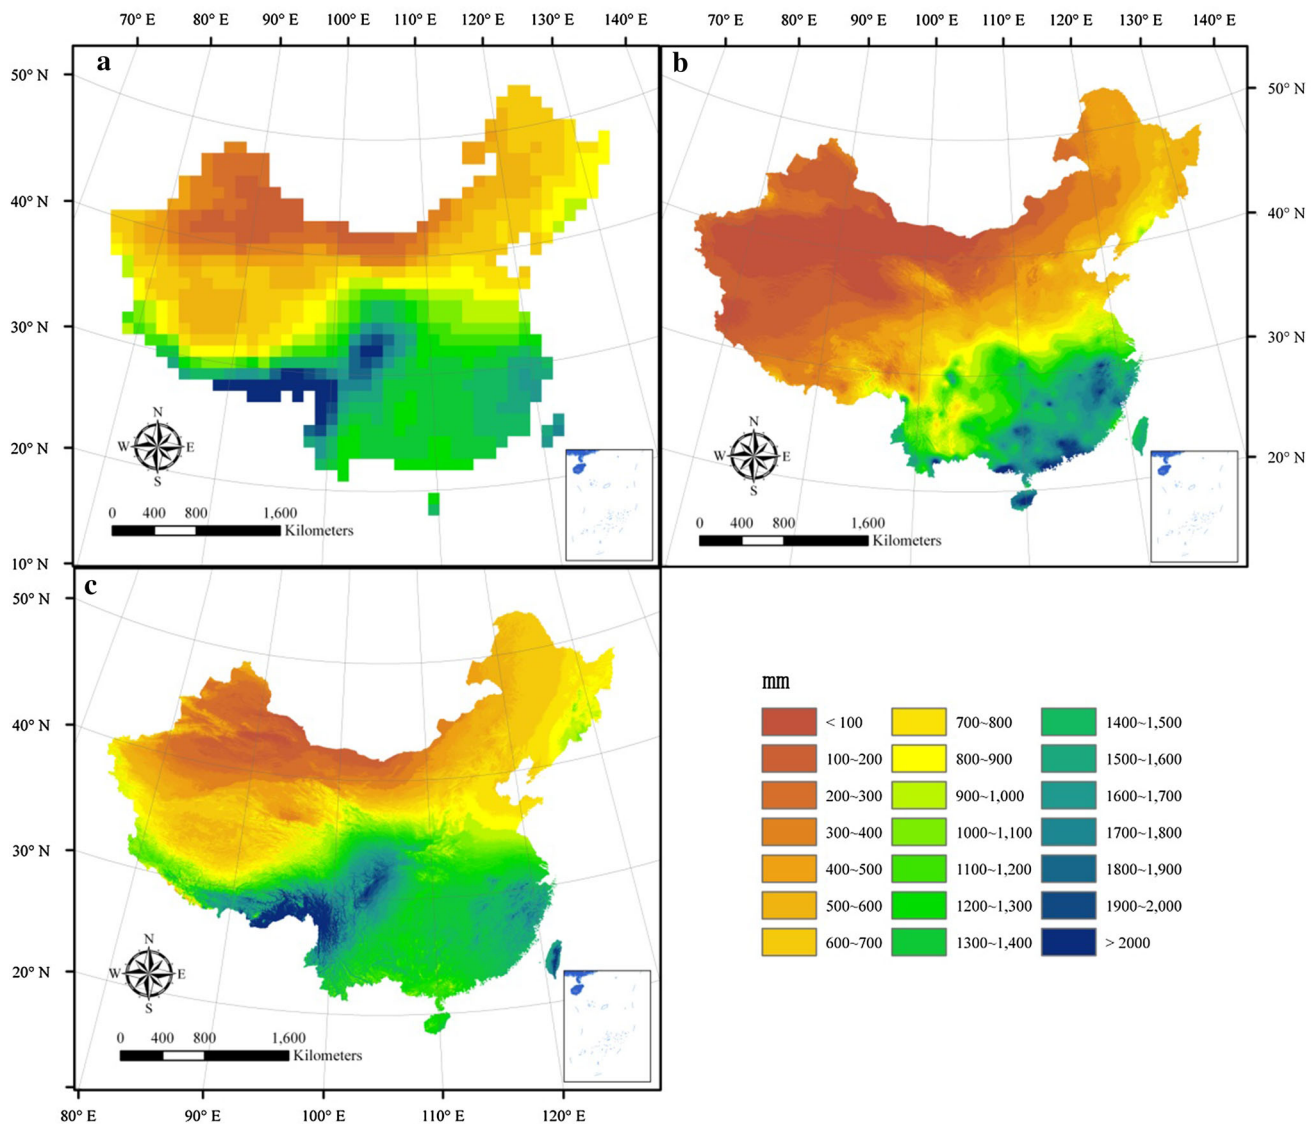 70° E 80° E 90° E 100° E 110° E 120° E 130° E 140° E 70° E 80° E 90° E 100° E 110° E 120° E 130° E 140° E
a
b
50° N
40° N
30° N
20° N
10° N
50° N
40° N
30° N
20° N
N
W E
S
0 400 800 1,600
Kilometers
N
W E
S
0 400 800 1,600
Kilometers
c
50° N
40° N
30° N
20° N
N
W E
S
0 400 800 1,600
Kilometers
80° E 90° E 100° E 110° E 120° E
mm
< 100
100~200
200~300
300~400
400~500
500~600
600~700
700~800
800~900
900~1,000
1000~1,100
1100~1,200
1200~1,300
1300~1,400
1400~1,500
1500~1,600
1600~1,700
1700~1,800
1800~1,900
1900~2,000
> 2000